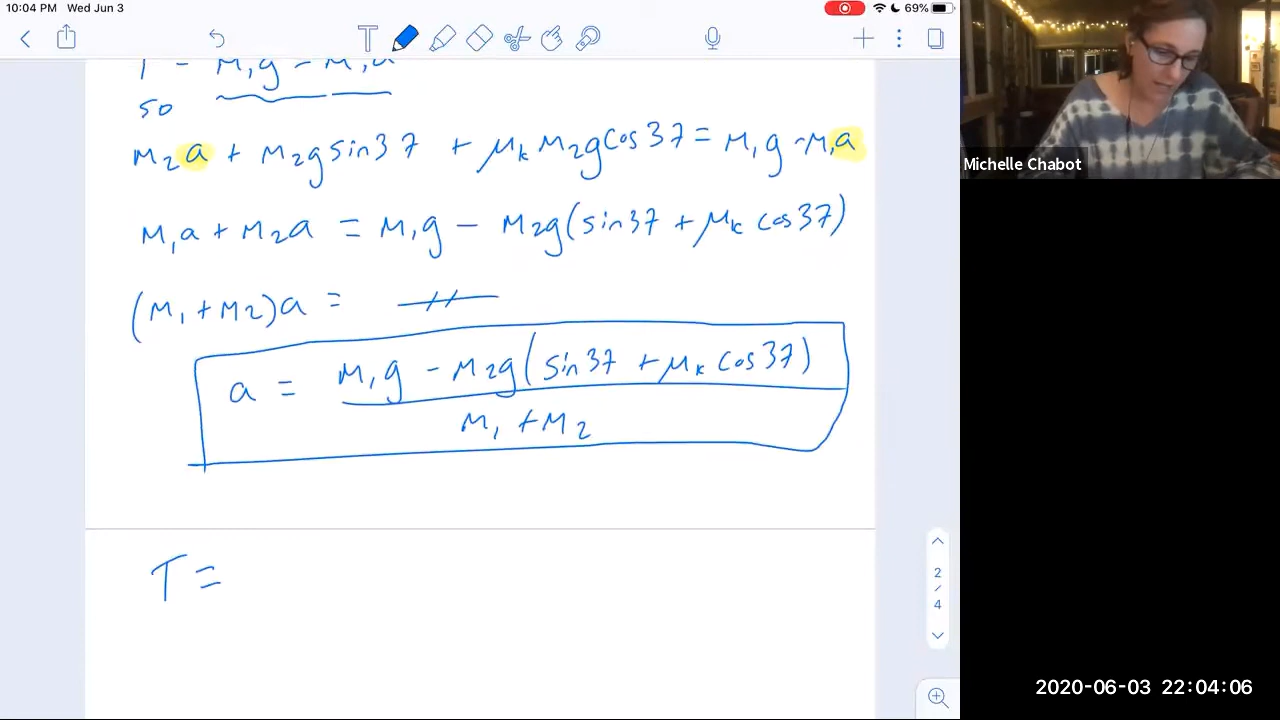 10:04 PM Wed Jun 3
69%
T = M₁g - M₁a
so
M₂a + M₂g sin37 + μₖ M₂g cos37 = M₁g - M₁a
M₁a + M₂a = M₁g - M₂g(sin37 + μₖ cos37)
(M₁ + M₂)a =
a = M₁g - M₂g(sin37 + μₖ cos37)
M₁ + M₂
T =
2
/
4
Michelle Chabot
2020-06-03 22:04:06